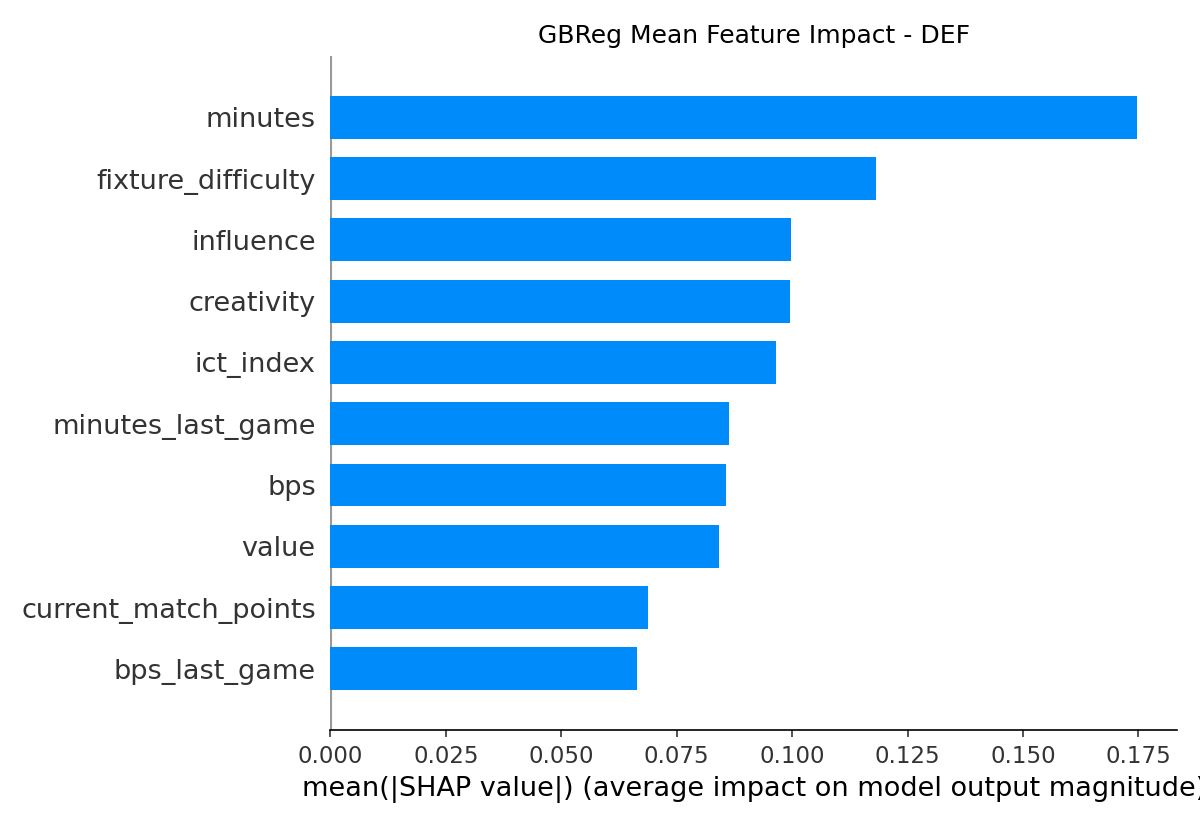 GBReg Mean Feature Impact - DEF
minutes
fixture_difficulty
influence
creativity
ict_index
minutes_last_game
bps
value
current_match_points
bps_last_game
0.000 0.025 0.050 0.075 0.100 0.125 0.150 0.175
mean(|SHAP value|) (average impact on model output magnitude)